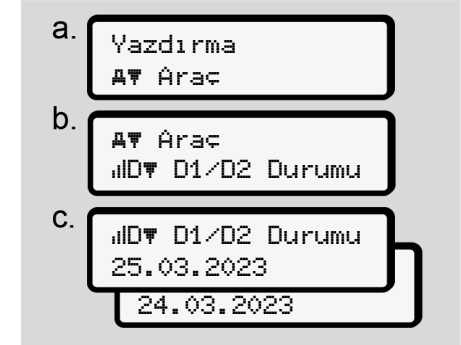 a.
Yazdırma
Araç
b.
Araç
D▼ D1/D2 Durumu
c.
D▼ D1/D2 Durumu
25.03.2023
24.03.2023